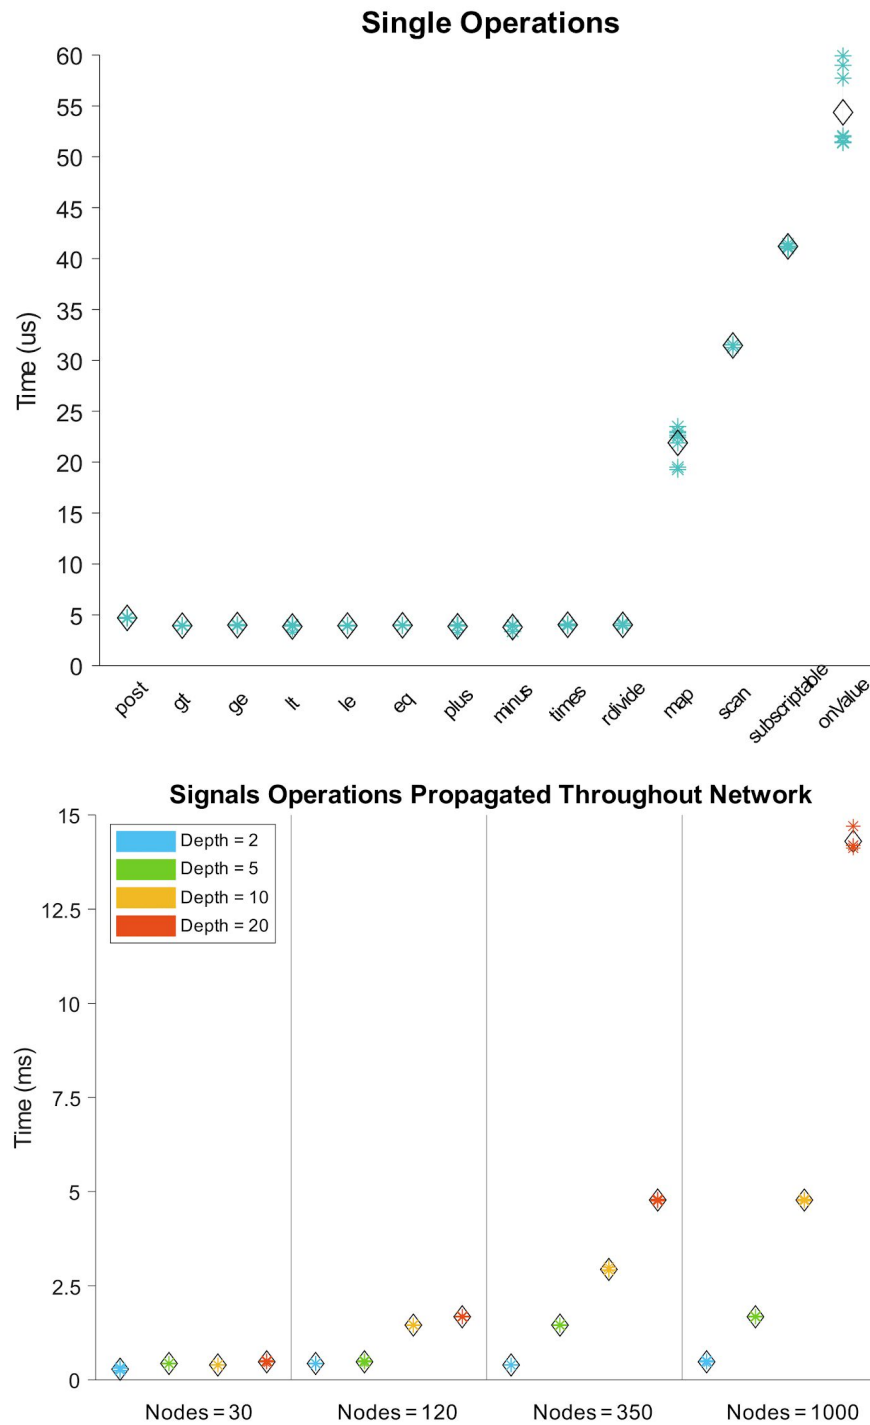 Single Operations
60
55
50
45
40
35
30
25
20
15
10
5
0
Time (us)
post
gt
ge
lt
le
eq
plus
minus
times
rdivide
map
scan
subscriptable
onValue
Signals Operations Propagated Throughout Network
15
12.5
10
7.5
5
2.5
0
Time (ms)
Depth = 2
Depth = 5
Depth = 10
Depth = 20
Nodes = 30
Nodes = 120
Nodes = 350
Nodes = 1000